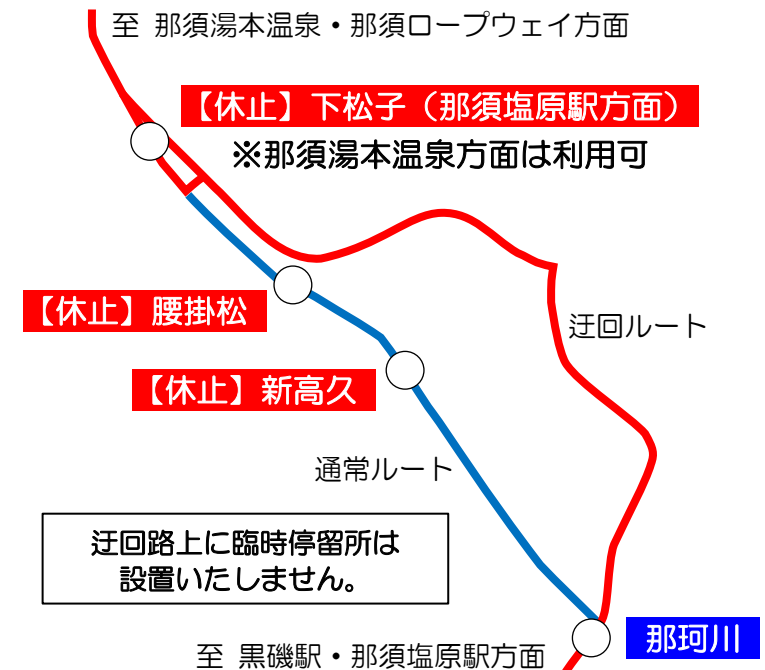 至 那須湯本温泉・那須ロープウェイ方面
【休止】下松子（那須塩原駅方面）
※那須湯本温泉方面は利用可
【休止】腰掛松
迂回ルート
【休止】新高久
通常ルート
迂回路上に臨時停留所は
設置いたしません。
那珂川
至 黒磯駅・那須塩原駅方面